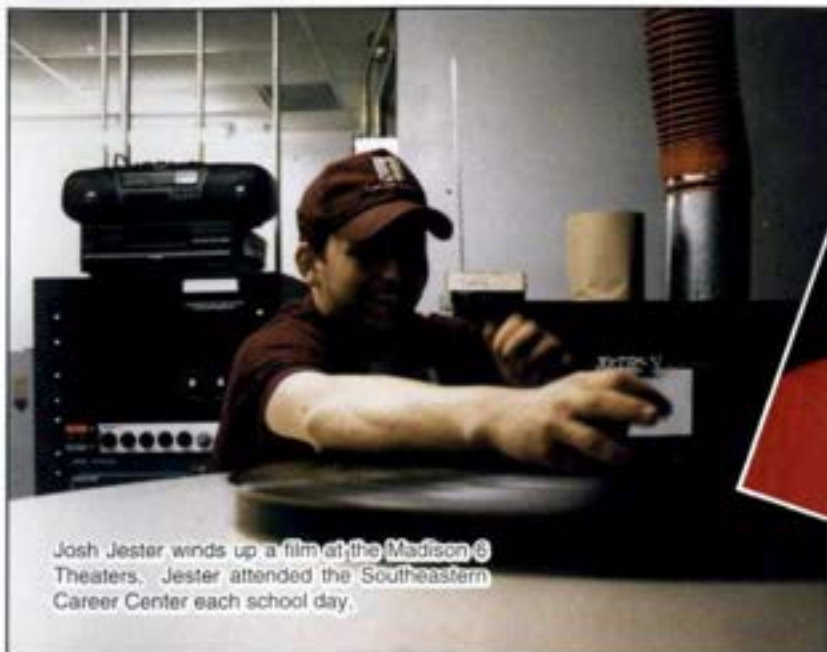 Josh Jester winds up a film at the Madison 6
Theaters. Jester attended the Southeastern
Career Center each school day.